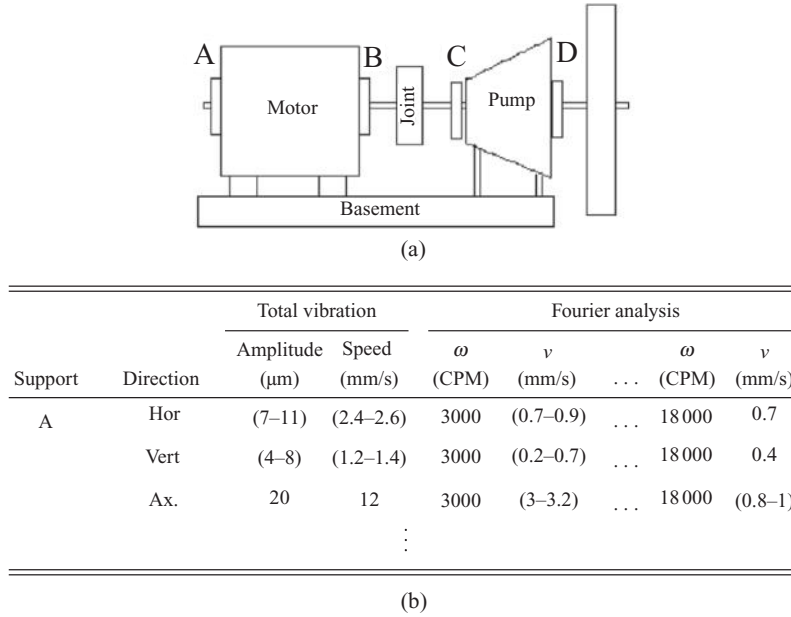 A B C D
Motor Joint Pump
Basement
(a)
Total vibration Fourier analysis
Amplitude Speed ω v ω v
Support Direction (μm) (mm/s) (CPM) (mm/s) . . . (CPM) (mm/s)
A Hor (7–11) (2.4–2.6) 3000 (0.7–0.9) . . . 18 000 0.7
Vert (4–8) (1.2–1.4) 3000 (0.2–0.7) . . . 18 000 0.4
Ax. 20 12 3000 (3–3.2) . . . 18 000 (0.8–1)
⋮
(b)